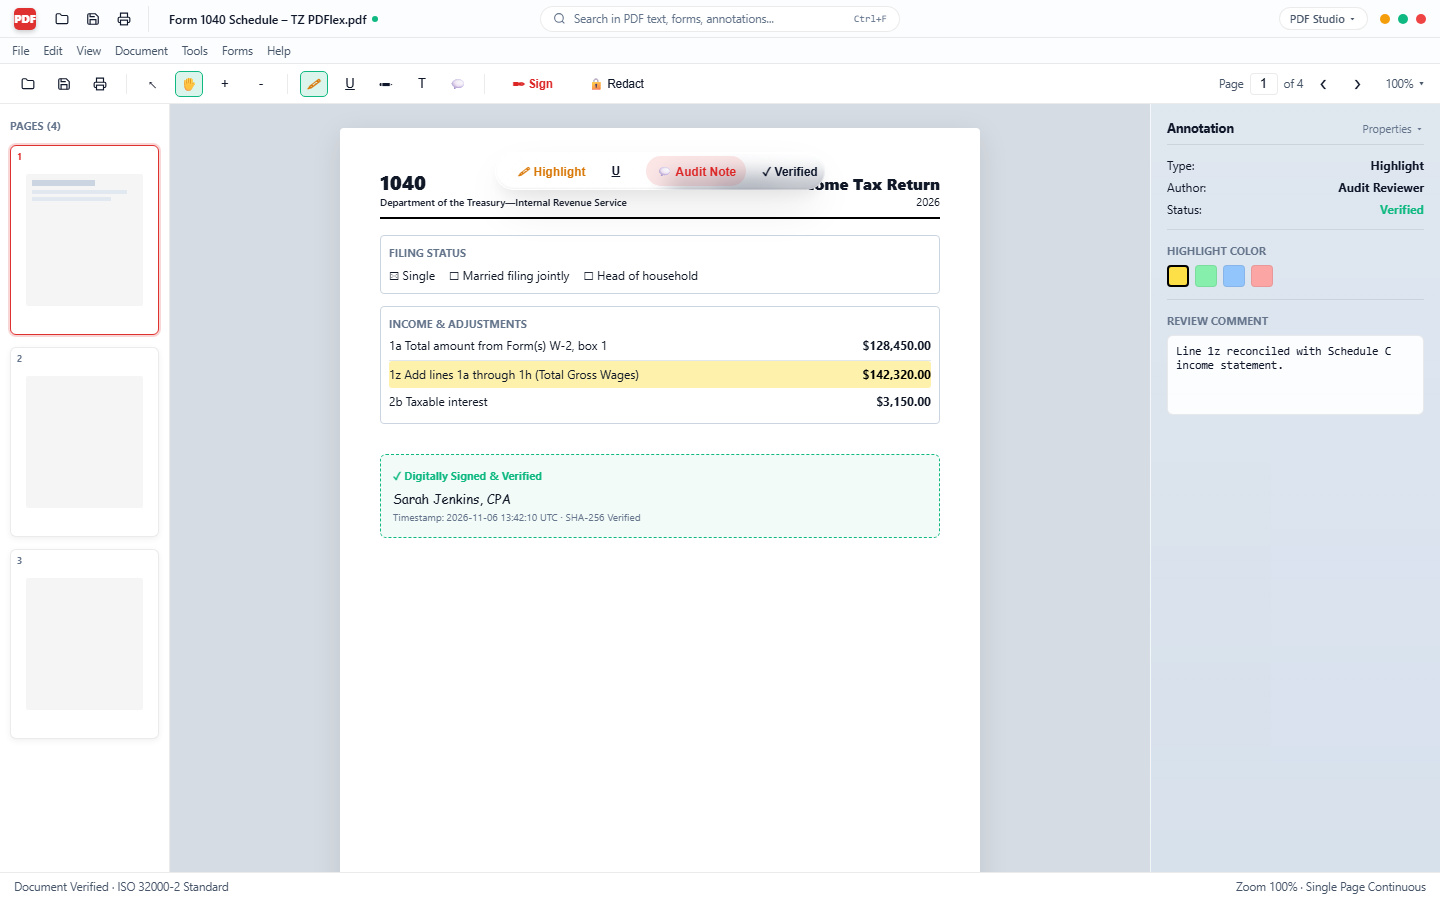 PDF
Form 1040 Schedule – TZ PDFlex.pdf
Search in PDF text, forms, annotations...
Ctrl+F
PDF Studio
File Edit View Document Tools Forms Help
+ - U T Sign Redact
Page 1 of 4
100%
PAGES (4)
1
2
3
Highlight U Audit Note ✓ Verified
1040
ome Tax Return
Department of the Treasury—Internal Revenue Service
2026
FILING STATUS
☒ Single ☐ Married filing jointly ☐ Head of household
INCOME & ADJUSTMENTS
1a Total amount from Form(s) W-2, box 1 $128,450.00
1z Add lines 1a through 1h (Total Gross Wages) $142,320.00
2b Taxable interest $3,150.00
✓ Digitally Signed & Verified
Sarah Jenkins, CPA
Timestamp: 2026-11-06 13:42:10 UTC · SHA-256 Verified
Annotation
Properties
Type: Highlight
Author: Audit Reviewer
Status: Verified
HIGHLIGHT COLOR
REVIEW COMMENT
Line 1z reconciled with Schedule C
income statement.
Document Verified · ISO 32000-2 Standard
Zoom 100% · Single Page Continuous